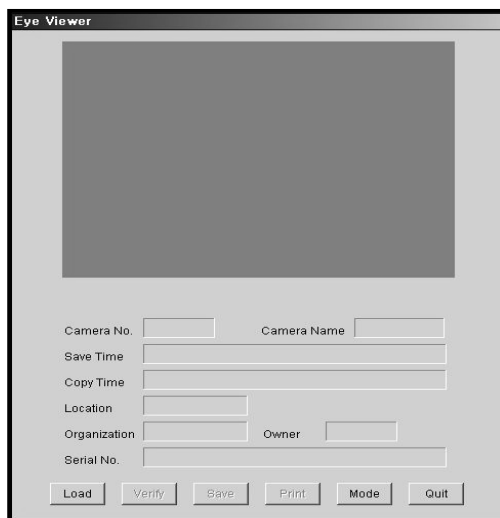 Eye Viewer
Camera No. Camera Name
Save Time
Copy Time
Location
Organization Owner
Serial No.
Load Verify Save Print Mode Quit